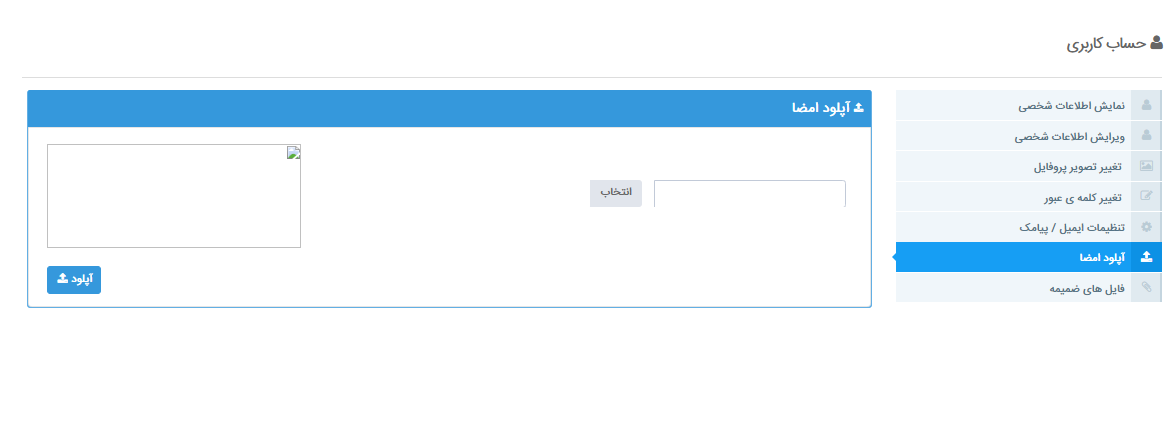 حساب کاربری
نمایش اطلاعات شخصی
ویرایش اطلاعات شخصی
تغییر تصویر پروفایل
تغییر کلمه ی عبور
تنظیمات ایمیل / پیامک
آپلود امضا
فایل های ضمیمه
آپلود امضا
انتخاب
آپلود